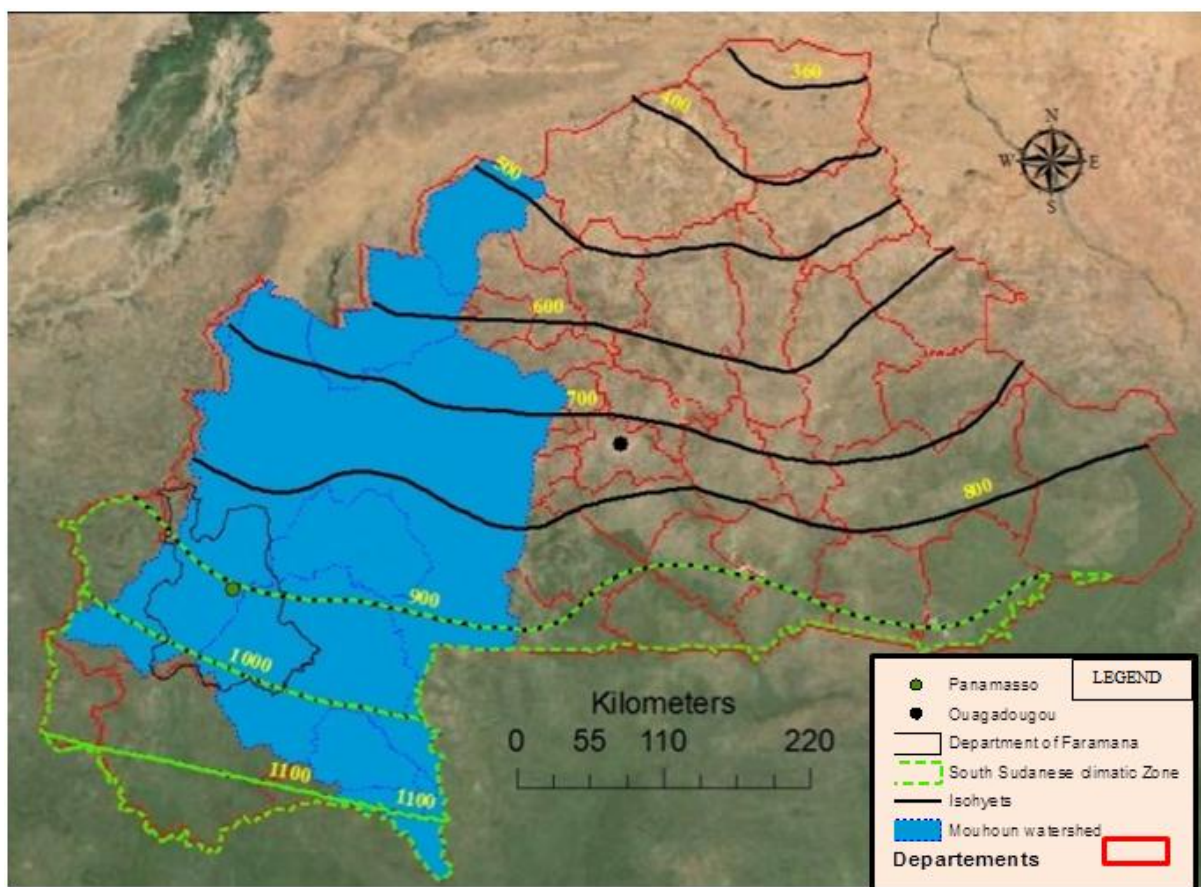 360
400
500
N
W E
S
600
700
800
900
1000
1100
1100
Kilometers
0 55 110 220
LEGEND
Panamasso
Ouagadougou
Department of Faramana
South Sudanese climatic Zone
Isohyets
Mouhoun watershed
Departements